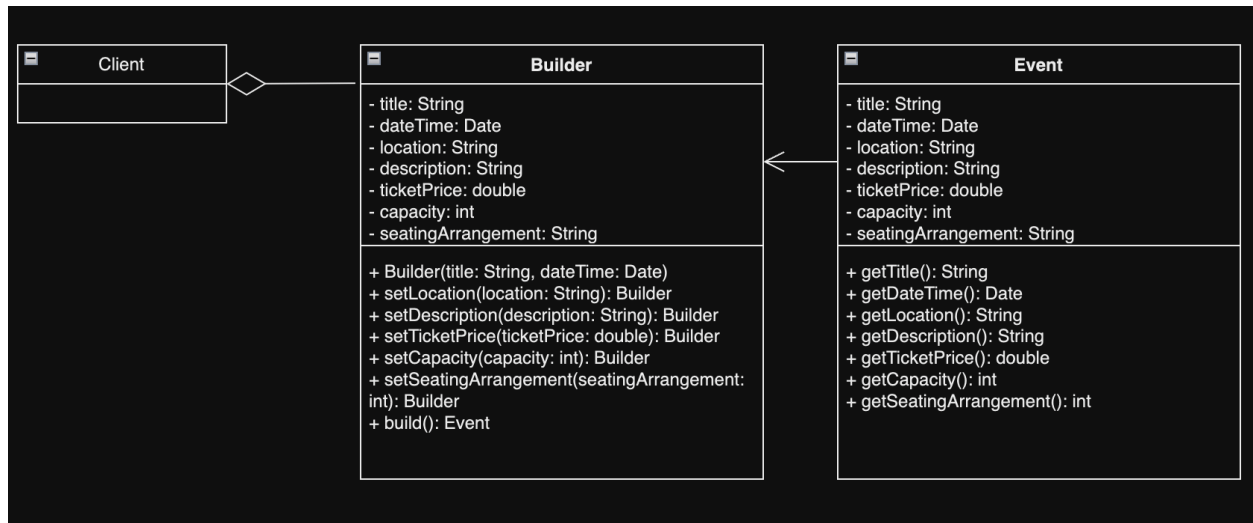 Client
Builder
- title: String
- dateTime: Date
- location: String
- description: String
- ticketPrice: double
- capacity: int
- seatingArrangement: String
+ Builder(title: String, dateTime: Date)
+ setLocation(location: String): Builder
+ setDescription(description: String): Builder
+ setTicketPrice(ticketPrice: double): Builder
+ setCapacity(capacity: int): Builder
+ setSeatingArrangement(seatingArrangement:
int): Builder
+ build(): Event
Event
- title: String
- dateTime: Date
- location: String
- description: String
- ticketPrice: double
- capacity: int
- seatingArrangement: String
+ getTitle(): String
+ getDateTime(): Date
+ getLocation(): String
+ getDescription(): String
+ getTicketPrice(): double
+ getCapacity(): int
+ getSeatingArrangement(): int